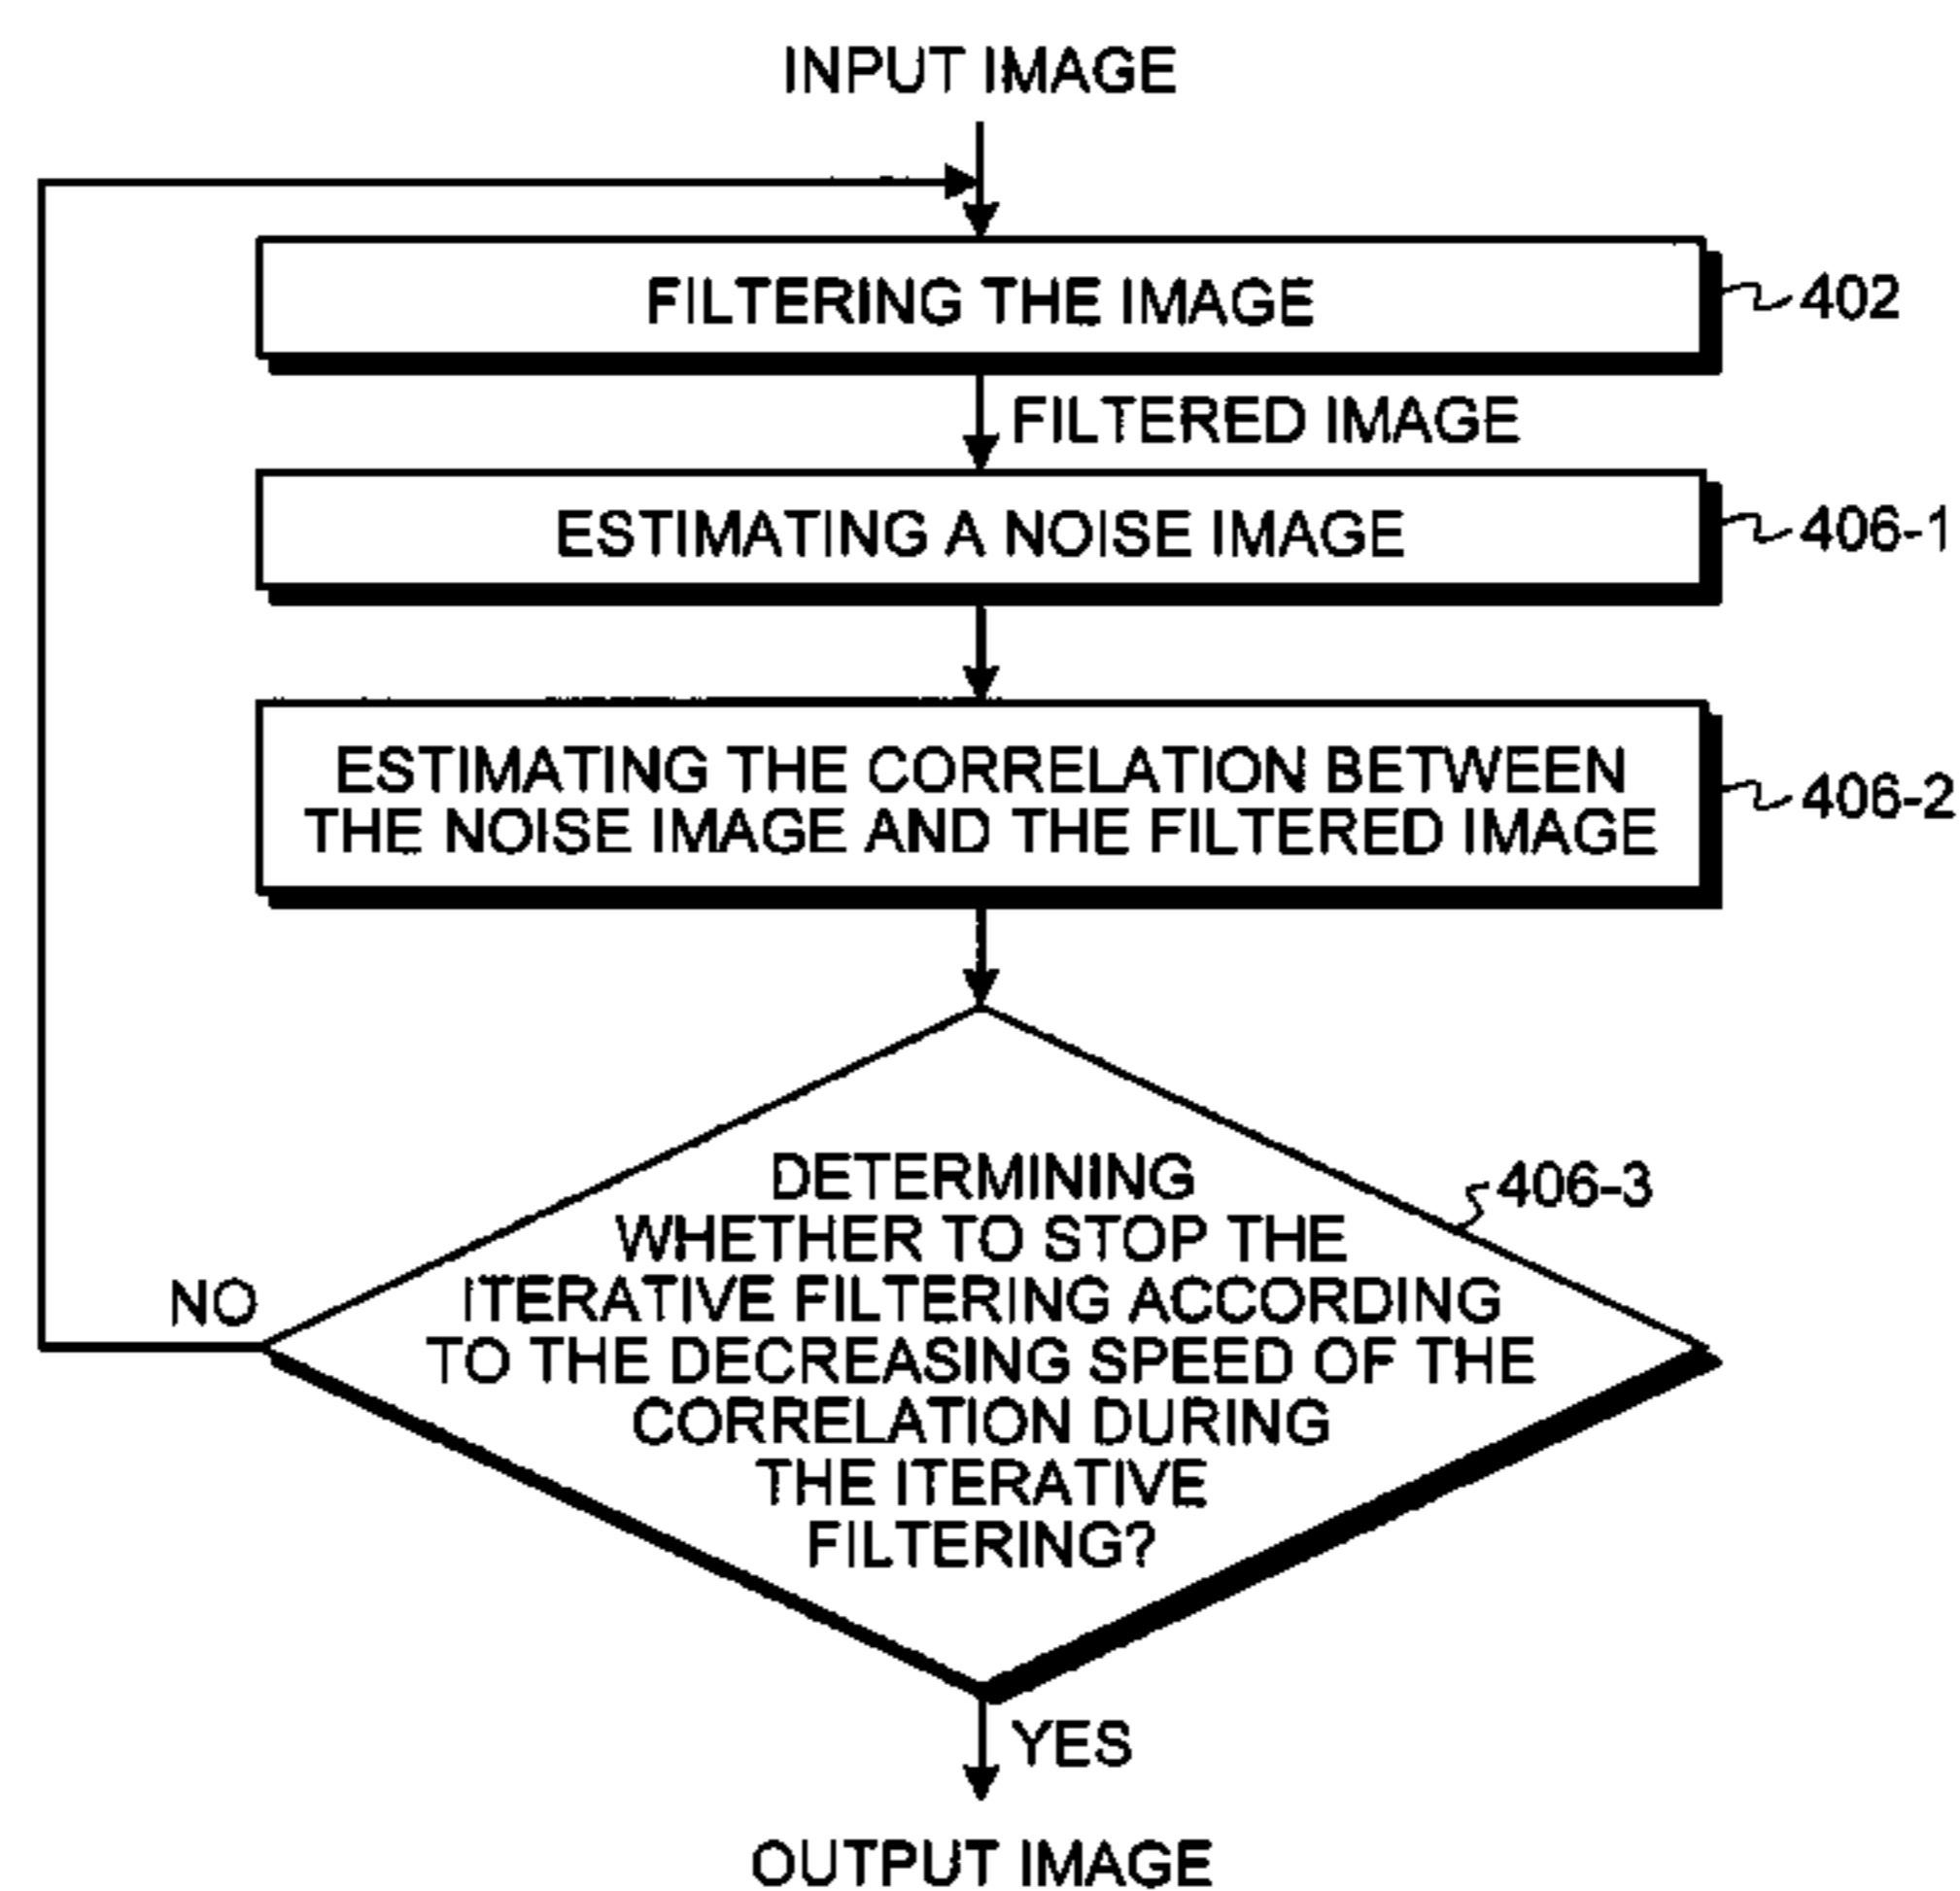 INPUT IMAGE
FILTERING THE IMAGE
402
FILTERED IMAGE
ESTIMATING A NOISE IMAGE
406-1
ESTIMATING THE CORRELATION BETWEEN
THE NOISE IMAGE AND THE FILTERED IMAGE
406-2
DETERMINING
WHETHER TO STOP THE
ITERATIVE FILTERING ACCORDING
TO THE DECREASING SPEED OF THE
CORRELATION DURING
THE ITERATIVE
FILTERING?
406-3
NO
YES
OUTPUT IMAGE